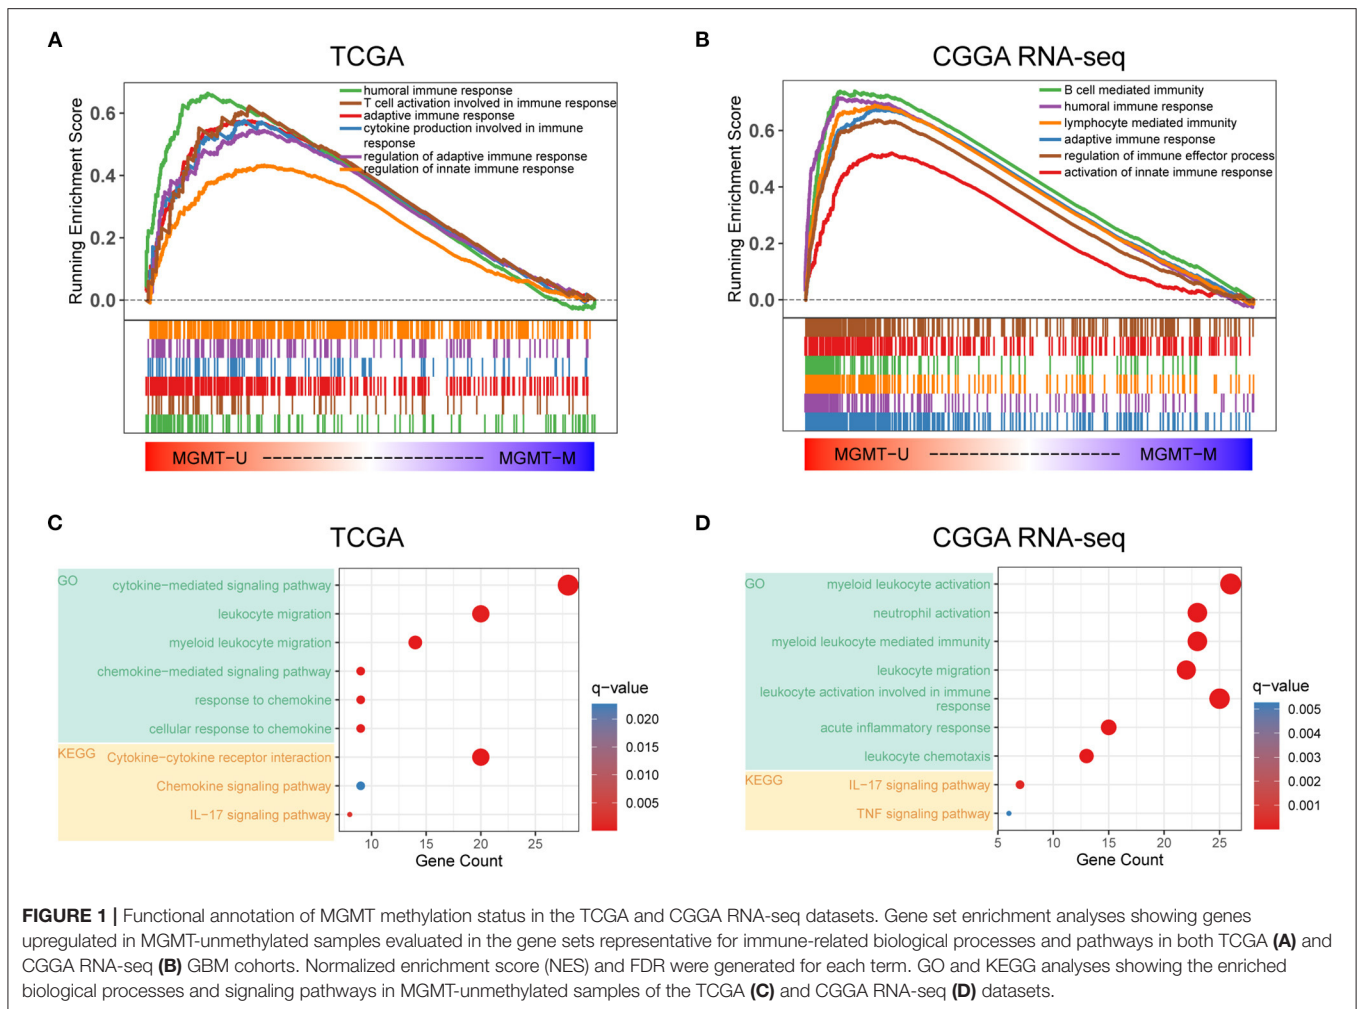 A
TCGA
Running Enrichment Score
0.6
0.4
0.2
0.0
humoral immune response
T cell activation involved in immune response
adaptive immune response
cytokine production involved in immune
response
regulation of adaptive immune response
regulation of innate immune response
MGMT-U
MGMT-M
B
CGGA RNA-seq
Running Enrichment Score
0.6
0.4
0.2
0.0
B cell mediated immunity
humoral immune response
lymphocyte mediated immunity
adaptive immune response
regulation of immune effector process
activation of innate immune response
MGMT-U
MGMT-M
C
TCGA
GO
cytokine-mediated signaling pathway
leukocyte migration
myeloid leukocyte migration
chemokine-mediated signaling pathway
response to chemokine
cellular response to chemokine
KEGG
Cytokine-cytokine receptor interaction
Chemokine signaling pathway
IL-17 signaling pathway
10 15 20 25
Gene Count
q-value
0.020
0.015
0.010
0.005
D
CGGA RNA-seq
GO
myeloid leukocyte activation
neutrophil activation
myeloid leukocyte mediated immunity
leukocyte migration
leukocyte activation involved in immune
response
acute inflammatory response
leukocyte chemotaxis
KEGG
IL-17 signaling pathway
TNF signaling pathway
5 10 15 20 25
Gene Count
q-value
0.005
0.004
0.003
0.002
0.001
FIGURE 1 | Functional annotation of MGMT methylation status in the TCGA and CGGA RNA-seq datasets. Gene set enrichment analyses showing genes
upregulated in MGMT-unmethylated samples evaluated in the gene sets representative for immune-related biological processes and pathways in both TCGA (A) and
CGGA RNA-seq (B) GBM cohorts. Normalized enrichment score (NES) and FDR were generated for each term. GO and KEGG analyses showing the enriched
biological processes and signaling pathways in MGMT-unmethylated samples of the TCGA (C) and CGGA RNA-seq (D) datasets.